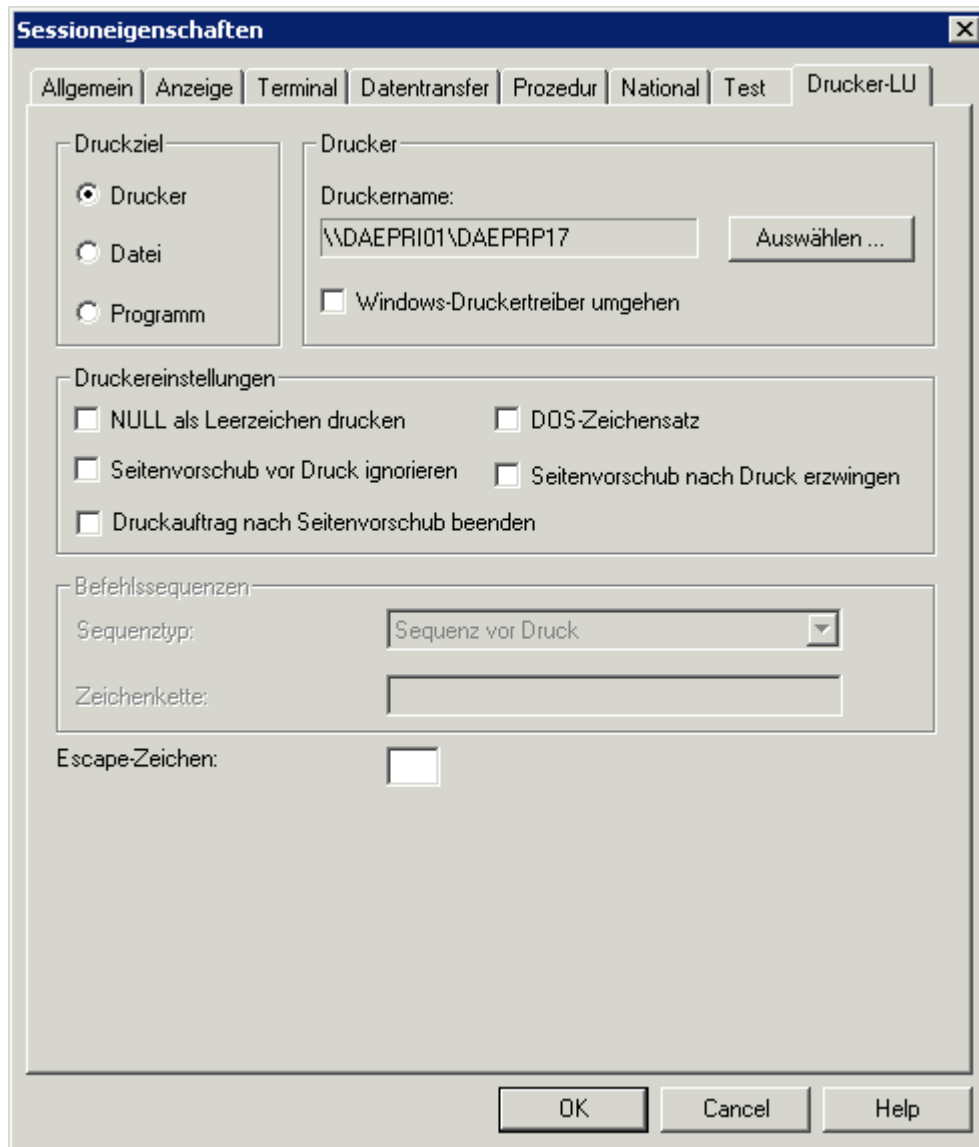 Sessioneigenschaften
Allgemein Anzeige Terminal Datentransfer Prozedur National Test Drucker-LU
Druckziel
Drucker
Datei
Programm
Drucker
Druckername:
\\DAEPRI01\DAEPRP17
Auswählen ...
Windows-Druckertreiber umgehen
Druckereinstellungen
NULL als Leerzeichen drucken
DOS-Zeichensatz
Seitenvorschub vor Druck ignorieren
Seitenvorschub nach Druck erzwingen
Druckauftrag nach Seitenvorschub beenden
Befehlssequenzen
Sequenztyp:
Sequenz vor Druck
Zeichenkette:
Escape-Zeichen:
OK Cancel Help